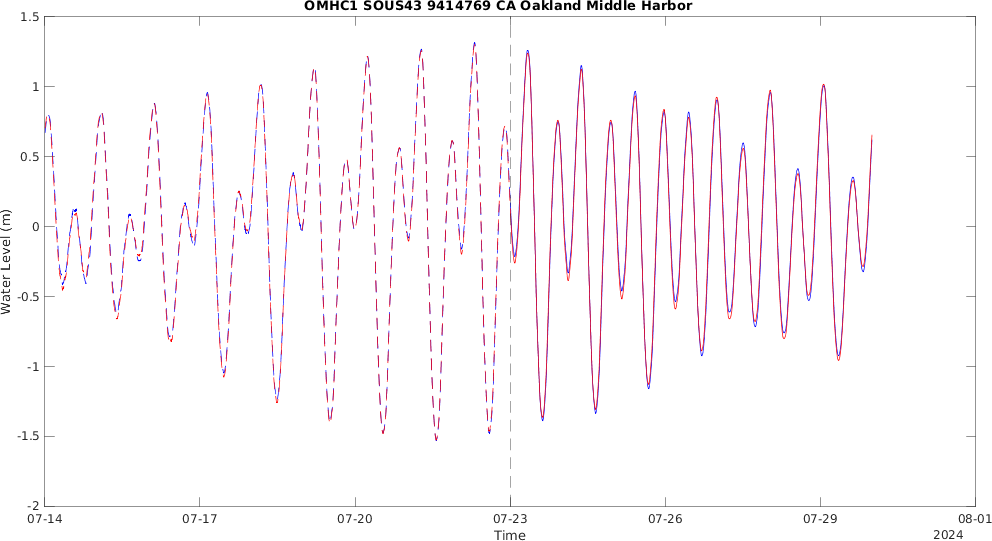 OMHC1 SOUS43 9414769 CA Oakland Middle Harbor
1.5
1
0.5
0
-0.5
-1
-1.5
-2
Water Level (m)
07-14 07-17 07-20 07-23 07-26 07-29 08-01
Time
2024